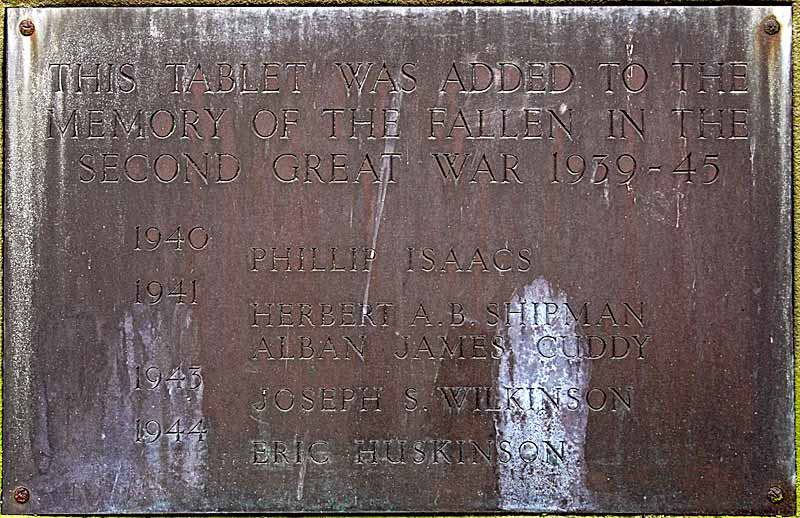 THIS TABLET WAS ADDED TO THE
MEMORY OF THE FALLEN IN THE
SECOND GREAT WAR 1939-45
1940
PHILLIP ISAACS
1941
HERBERT A.B. SHIPMAN
ALBAN JAMES CUDDY
1943
JOSEPH S. WILKINSON
1944
ERIC HUSKINSON